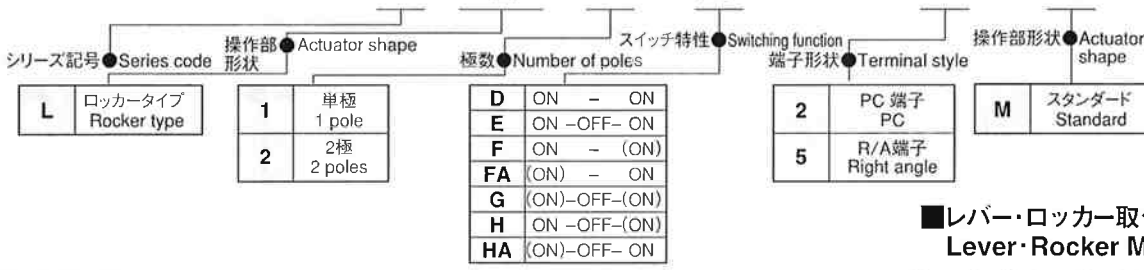 シリーズ記号●Series code
操作部形状●Actuator shape
極数●Number of poles
スイッチ特性●Switching function
端子形状●Terminal style
操作部形状●Actuator shape
L ロッカータイプ
Rocker type
1 単極
1 pole
2 2極
2 poles
D ON – ON
E ON –OFF– ON
F ON – (ON)
FA (ON) – ON
G (ON)–OFF–(ON)
H ON –OFF–(ON)
HA (ON)–OFF– ON
2 PC 端子
PC
5 R/A端子
Right angle
M スタンダード
Standard
■レバー・ロッカー取
Lever・Rocker M